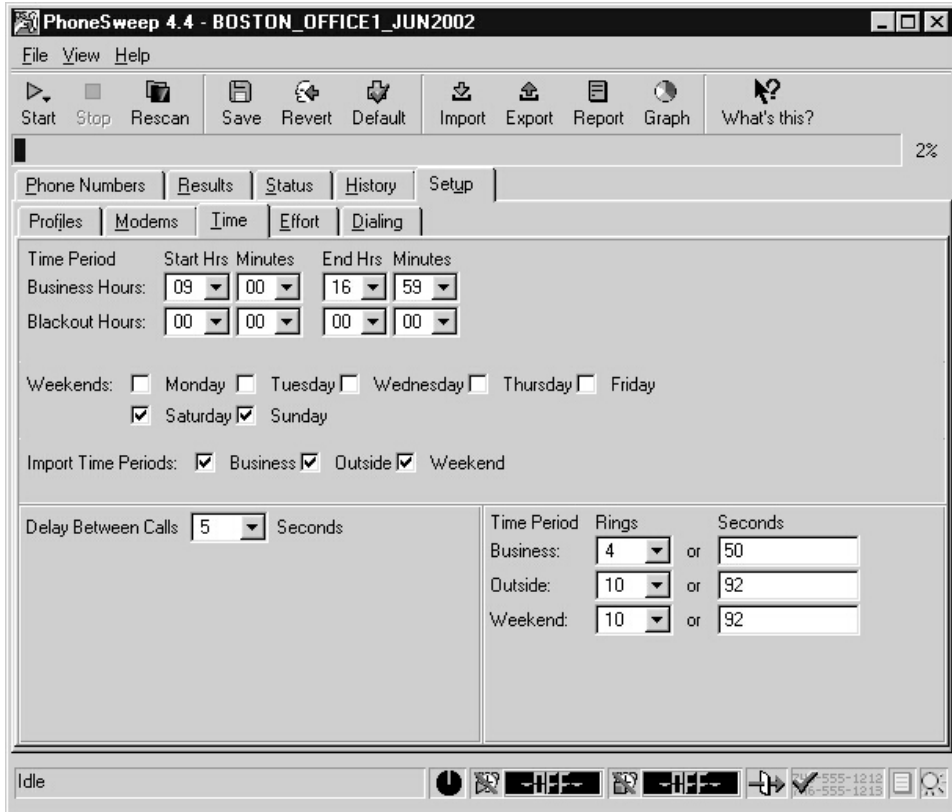 PhoneSweep 4.4 - BOSTON_OFFICE1_JUN2002
File View Help
Start Stop Rescan Save Revert Default Import Export Report Graph What's this?
2%
Phone Numbers Results Status History Setup
Profiles Modems Time Effort Dialing
Time Period Start Hrs Minutes End Hrs Minutes
Business Hours: 09 00 16 59
Blackout Hours: 00 00 00 00
Weekends: Monday Tuesday Wednesday Thursday Friday
Saturday Sunday
Import Time Periods: Business Outside Weekend
Delay Between Calls 5 Seconds
Time Period Rings Seconds
Business: 4 or 50
Outside: 10 or 92
Weekend: 10 or 92
Idle -OFF- -OFF-